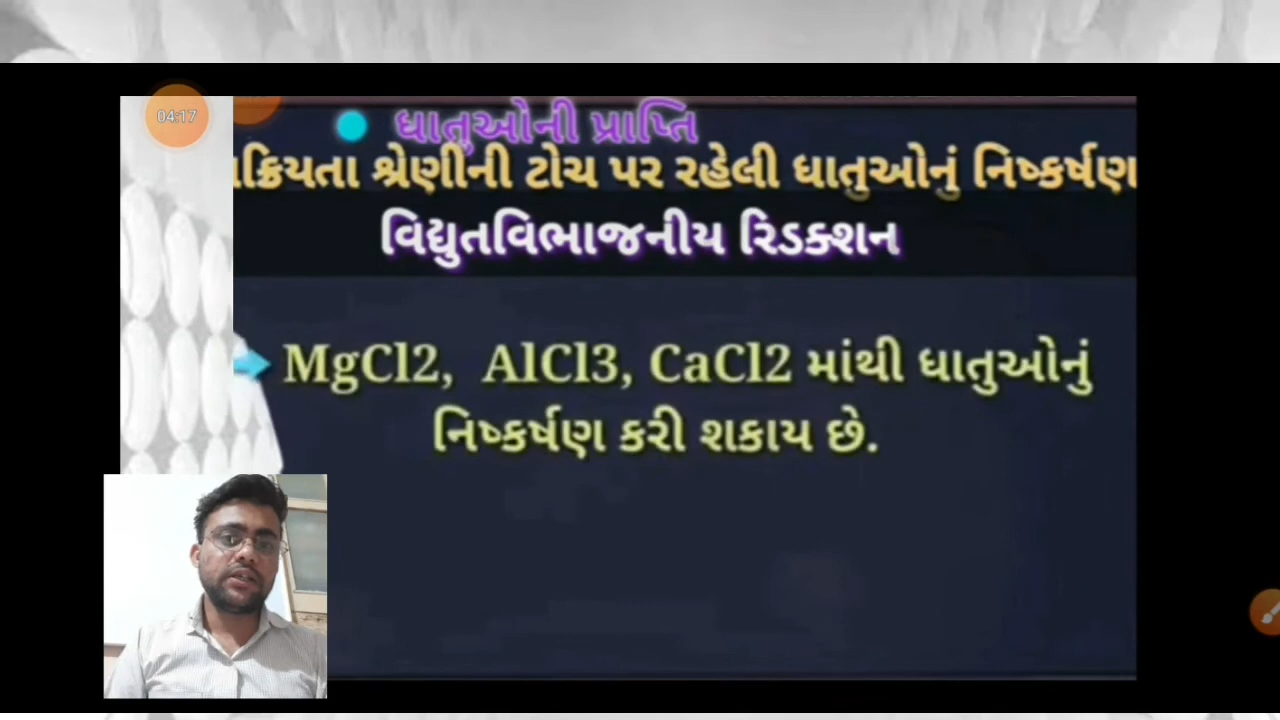 04:17
ધાતુઓની પ્રાપ્તિ
શ્રેણીની ટોચ પર રહેલી ધાતુઓનું નિષ્કર્ષણ
વિદ્યુતવિભાજનીય રિડક્શન
MgCl2, AlCl3, CaCl2 માંથી ધાતુઓનું
નિષ્કર્ષણ કરી શકાય છે.